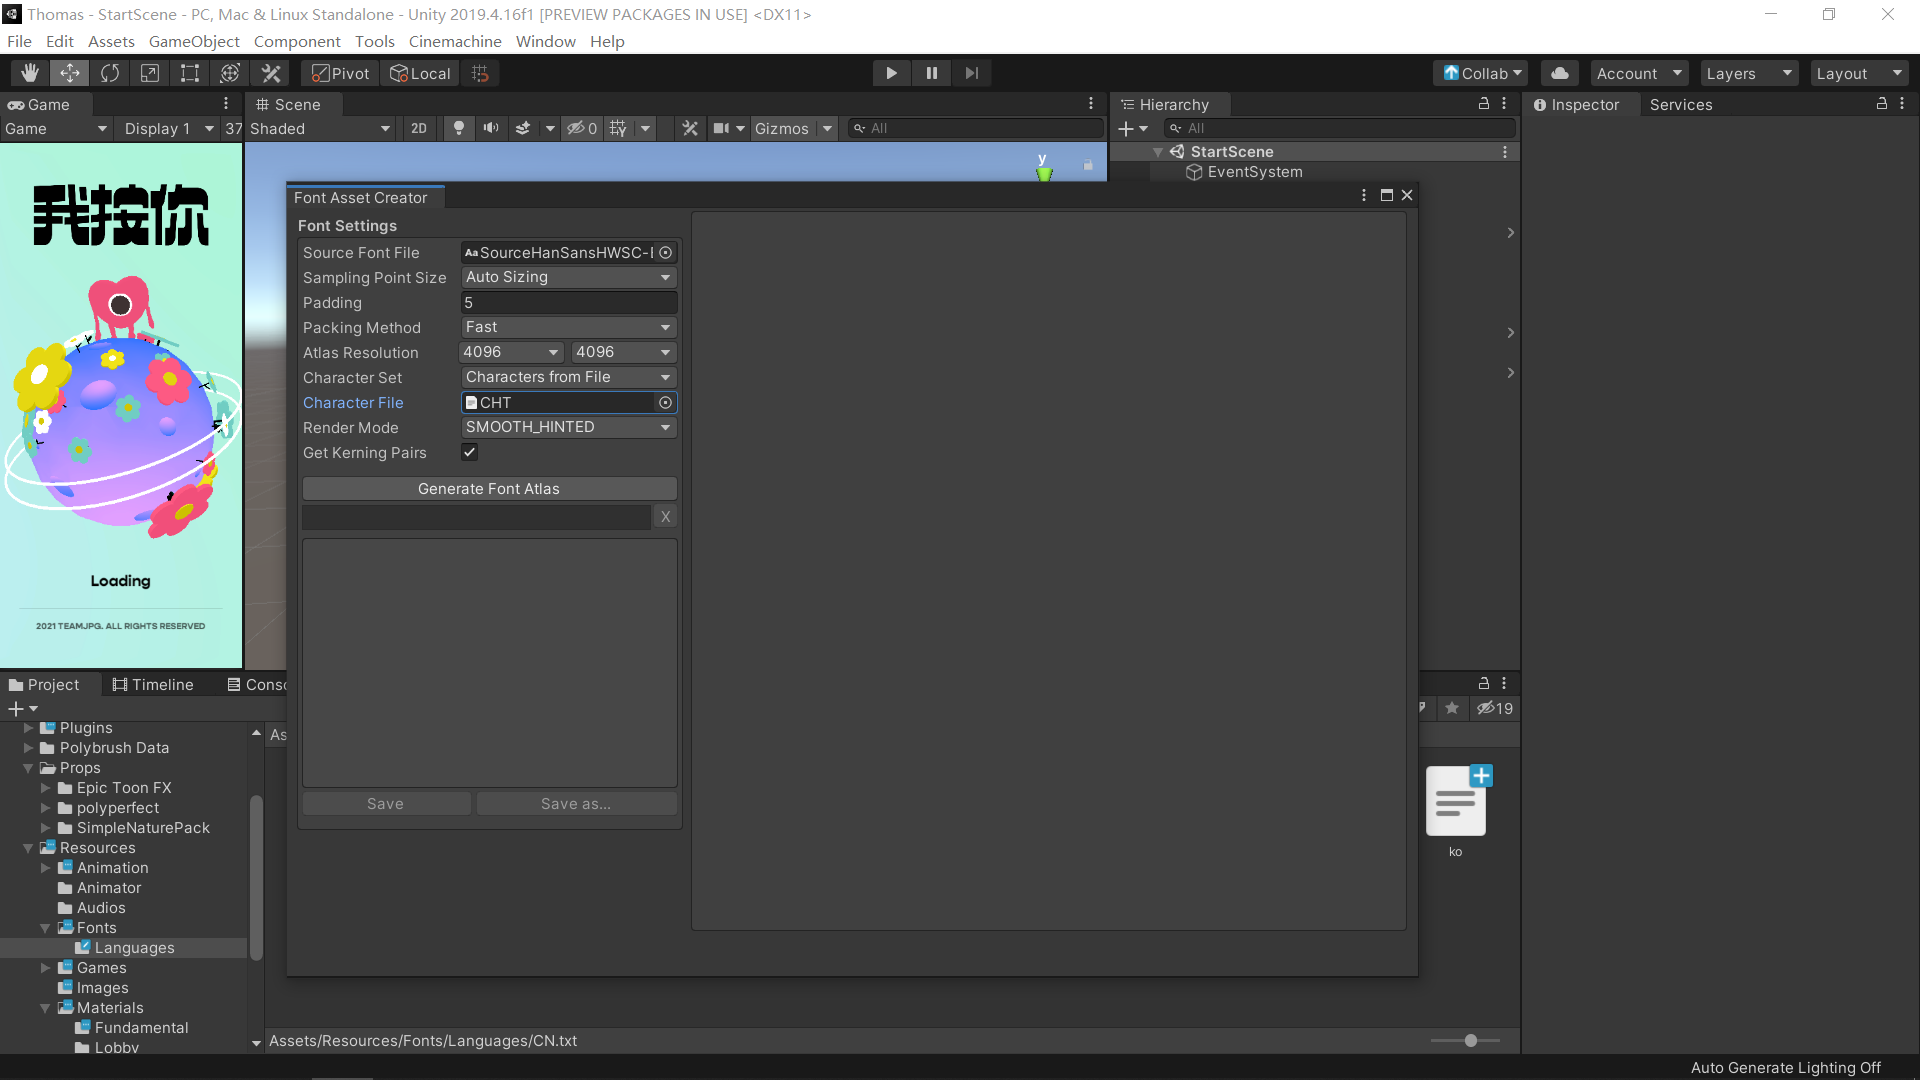 Thomas - StartScene - PC, Mac & Linux Standalone - Unity 2019.4.16f1 [PREVIEW PACKAGES IN USE] <DX11>
File Edit Assets GameObject Component Tools Cinemachine Window Help
Pivot Local Collab Account Layers Layout
Game Scene Hierarchy Inspector Services
Game Display 1 37 Shaded 2D 0 Gizmos All All
StartScene
EventSystem
y
我按你
Loading
2021 TEAMJPG. ALL RIGHTS RESERVED
Font Asset Creator
Font Settings
Source Font File Aa SourceHanSansHWSC-
Sampling Point Size Auto Sizing
Padding 5
Packing Method Fast
Atlas Resolution 4096 4096
Character Set Characters from File
Character File CHT
Render Mode SMOOTH_HINTED
Get Kerning Pairs
Generate Font Atlas
X
Save Save as...
Project Timeline Conso
19
As
Plugins
Polybrush Data
Props
Epic Toon FX
polyperfect
SimpleNaturePack
Resources
Animation
Animator
Audios
Fonts
Languages
Games
Images
Materials
Fundamental
Lobby
ko
Assets/Resources/Fonts/Languages/CN.txt
Auto Generate Lighting Off